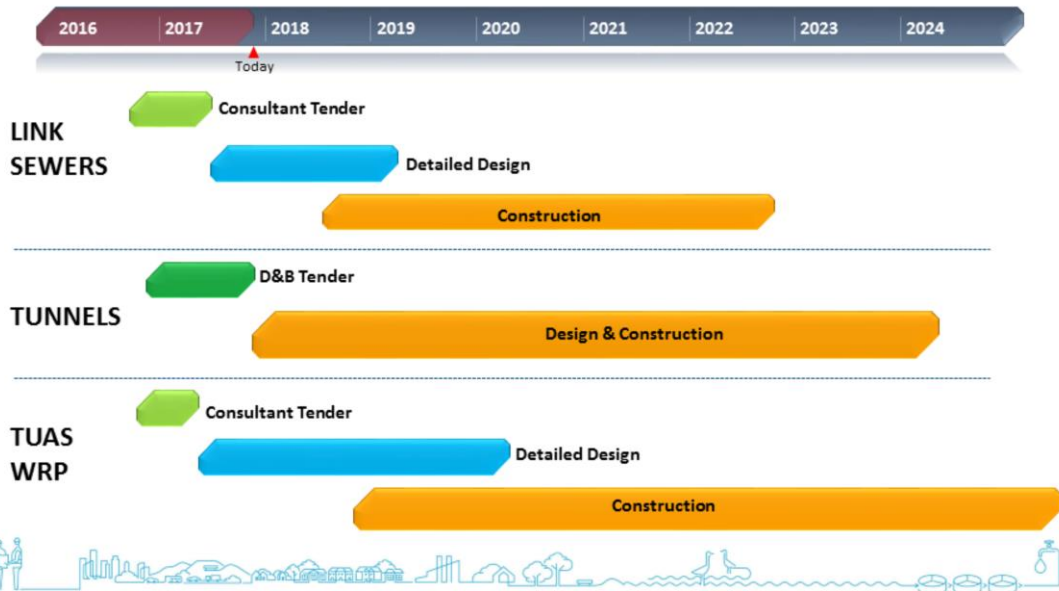 2016 2017 2018 2019 2020 2021 2022 2023 2024
Today
Consultant Tender
LINK
SEWERS
Detailed Design
Construction
D&B Tender
TUNNELS
Design & Construction
Consultant Tender
TUAS
WRP
Detailed Design
Construction